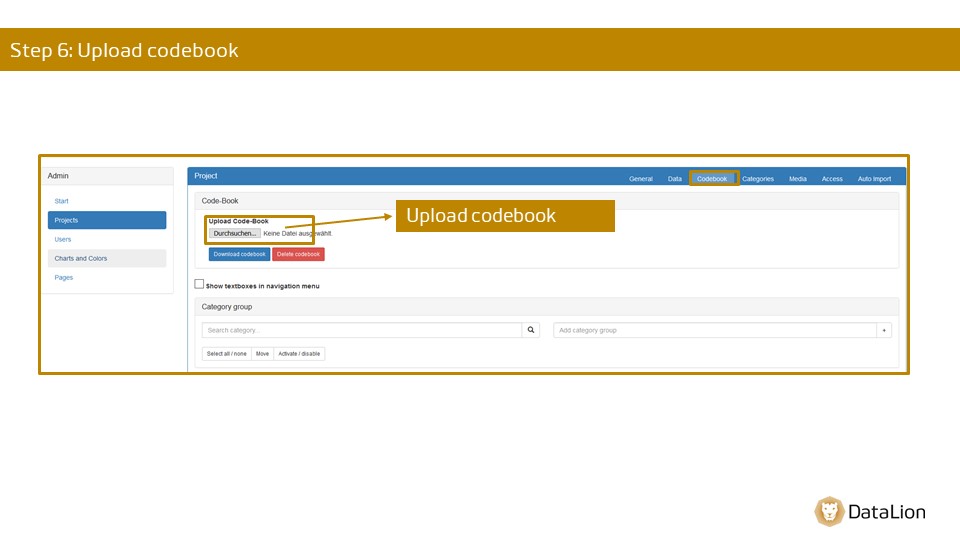 Step 6: Upload codebook
Admin
Start
Projects
Users
Charts and Colors
Pages
Project
General Data Codebook Categories Media Access Auto Import
Code-Book
Upload Code-Book
Durchsuchen... Keine Datei ausgewählt.
Upload codebook
Download codebook Delete codebook
Show textboxes in navigation menu
Category group
Search category.. Add category group +
Select all / none Move Activate / disable
DataLion